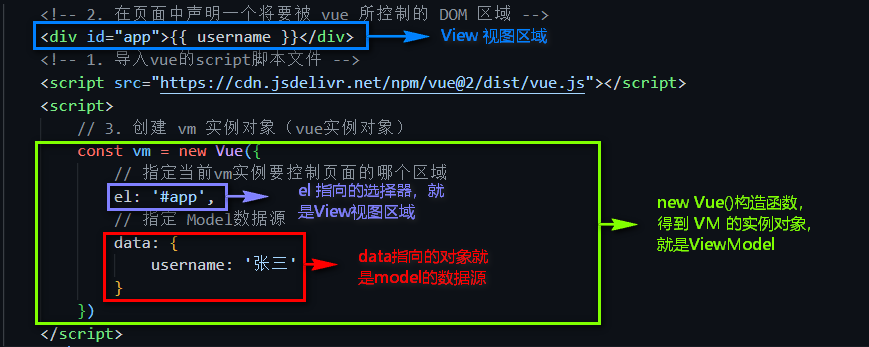 <!-- 2. 在页面中声明一个将要被 vue 所控制的 DOM 区域 -->
<div id="app">{{ username }}</div>
View 视图区域
<!-- 1. 导入vue的script脚本文件 -->
<script src="https://cdn.jsdelivr.net/npm/vue@2/dist/vue.js"></script>
<script>
// 3. 创建 vm 实例对象（vue实例对象）
const vm = new Vue({
// 指定当前vm实例要控制页面的哪个区域
el: '#app',
el 指向的选择器，就
是View视图区域
// 指定 Model数据源
data: {
username: '张三'
}
data指向的对象就
是model的数据源
})
</script>
new Vue()构造函数，
得到 VM 的实例对象，
就是ViewModel